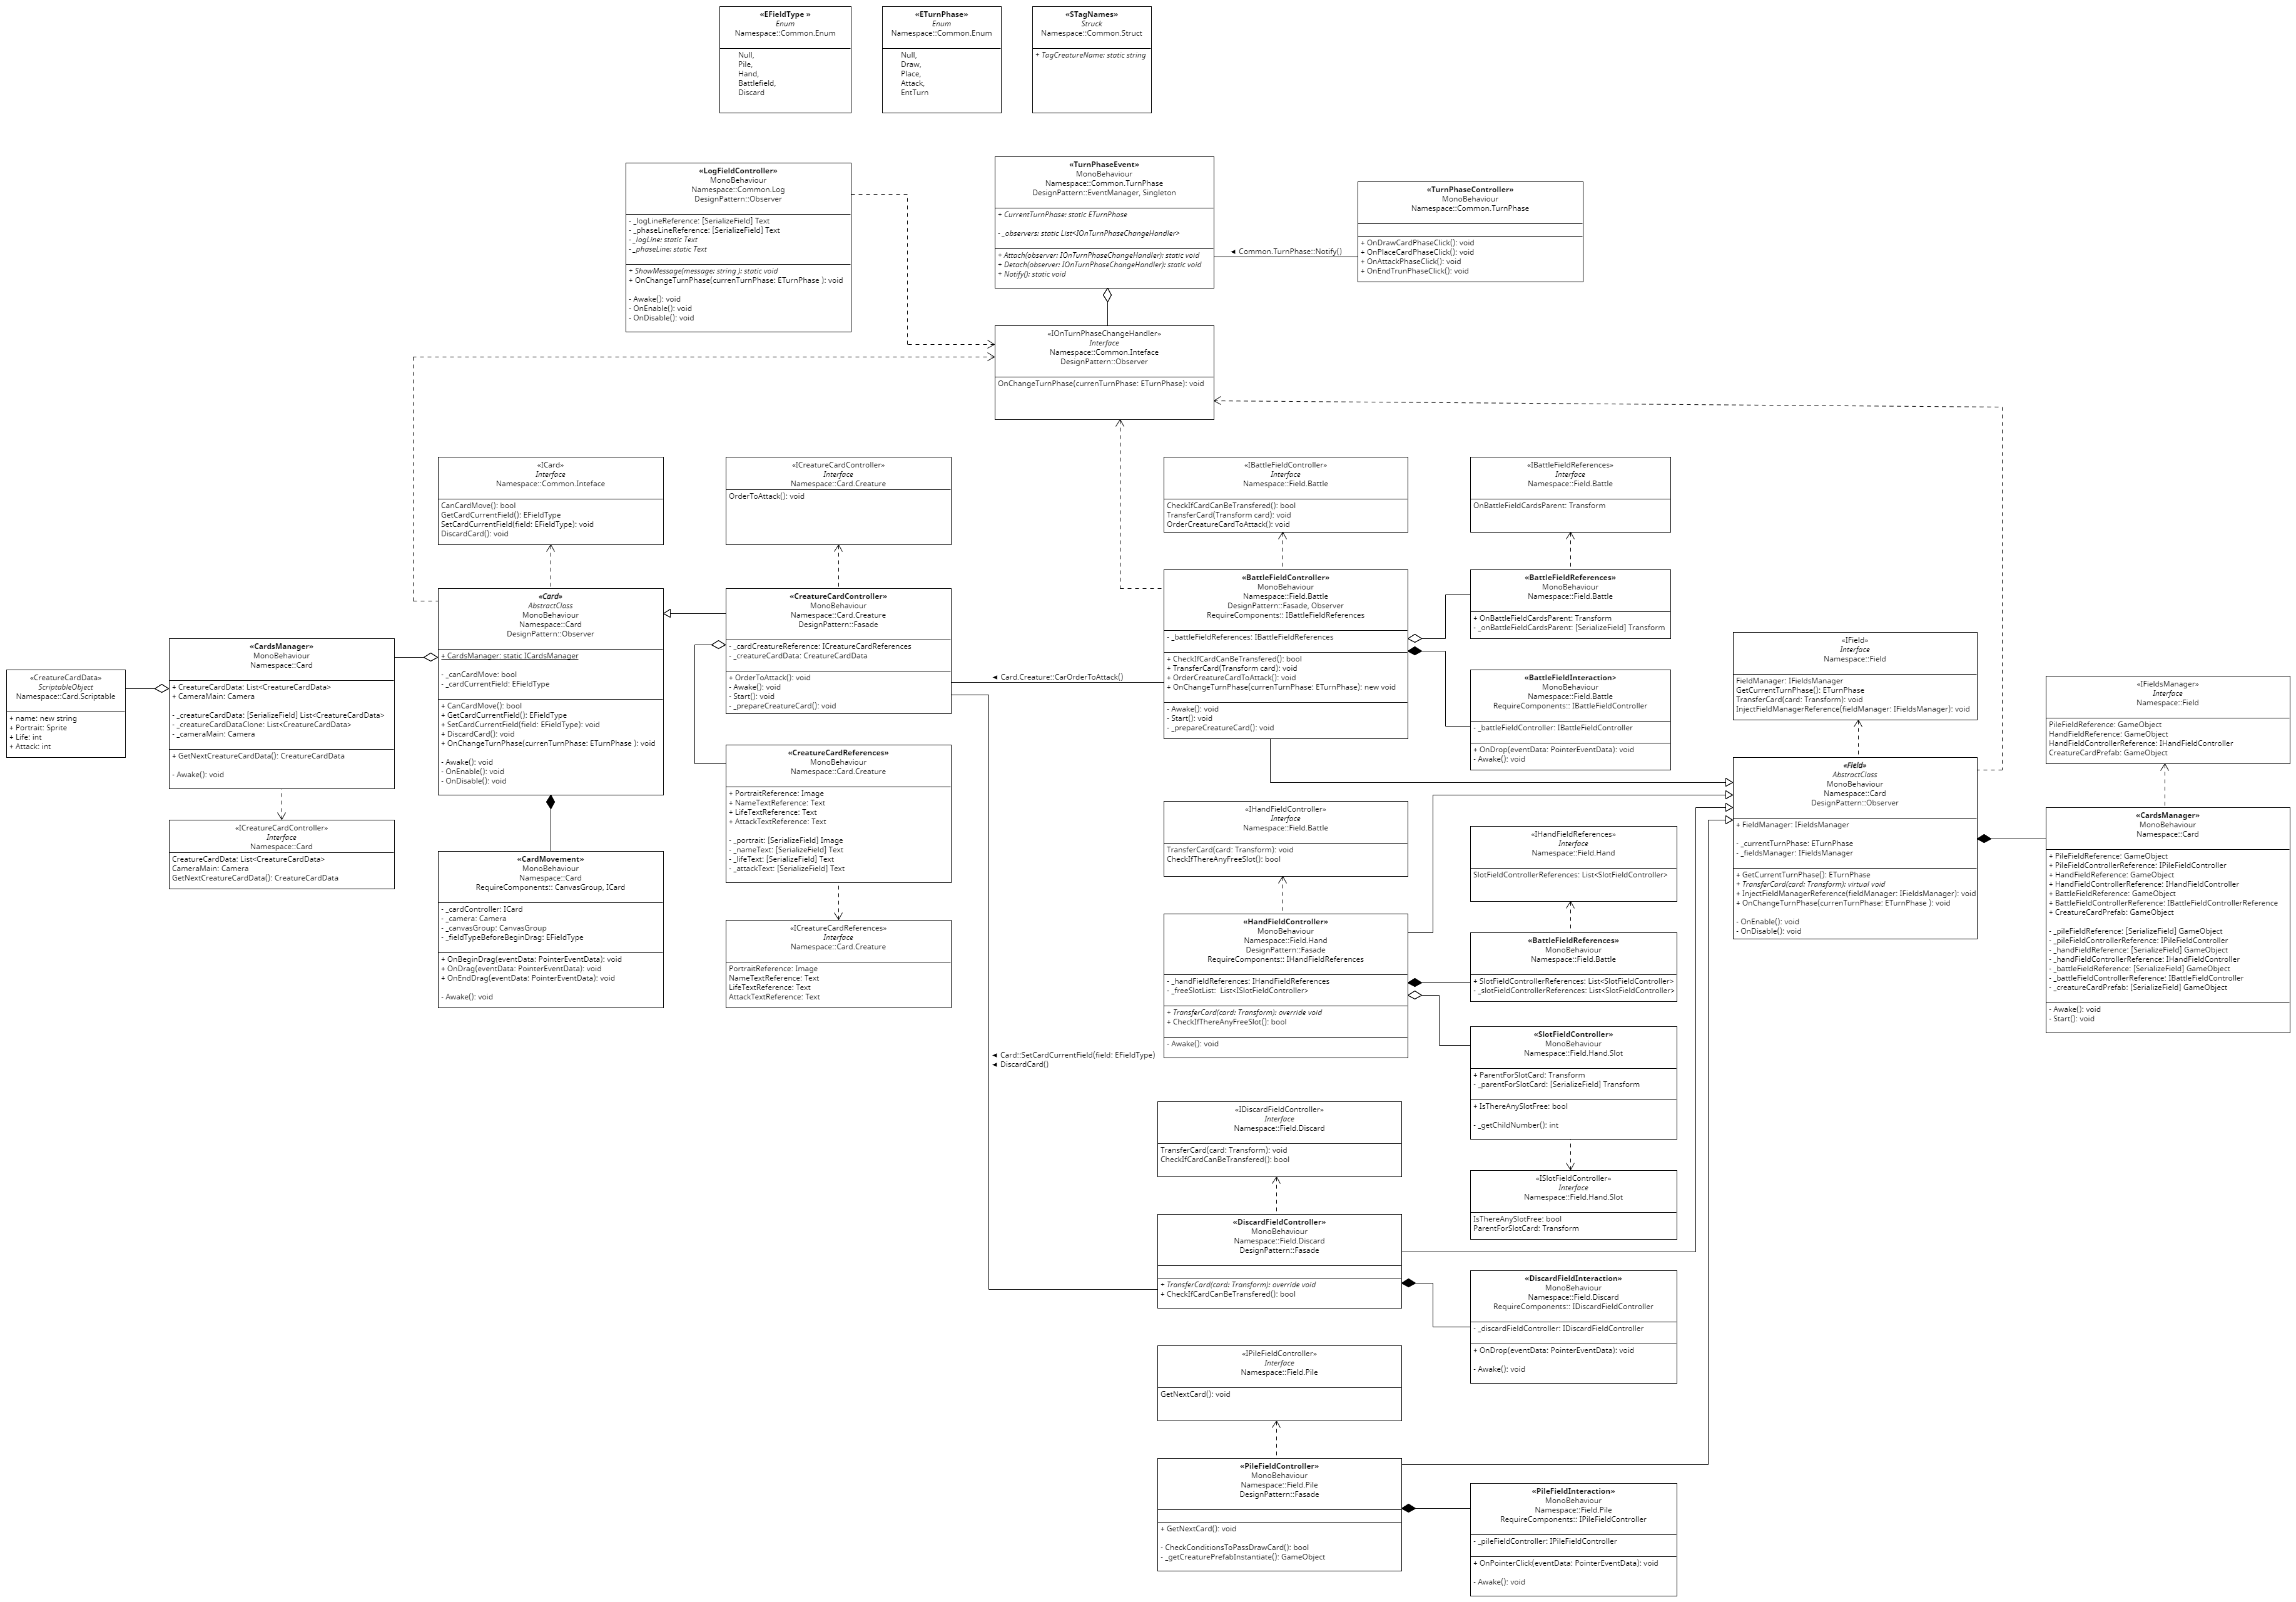 «EFieldType »
Enum
Namespace::Common.Enum
Null,
Pile,
Hand,
Battlefield,
Discard
«ETurnPhase»
Enum
Namespace::Common.Enum
Null,
Draw,
Place,
Attack,
EntTurn
«STagNames»
Struck
Namespace::Common.Struct
+ TagCreatureName: static string
«LogFieldController»
MonoBehaviour
Namespace::Common.Log
DesignPattern::Observer
- _logLineReference: [SerializeField] Text
- _phaseLineReference: [SerializeField] Text
- _logLine: static Text
- _phaseLine: static Text
+ ShowMessage(message: string ): static void
+ OnChangeTurnPhase(currenTurnPhase: ETurnPhase ): void
- Awake(): void
- OnEnable(): void
- OnDisable(): void
«TurnPhaseEvent»
MonoBehaviour
Namespace::Common.TurnPhase
DesignPattern::EventManager, Singleton
+ CurrentTurnPhase: static ETurnPhase
- _observers: static List<IOnTurnPhaseChangeHandler>
+ Attach(observer: IOnTurnPhaseChangeHandler): static void
+ Detach(observer: IOnTurnPhaseChangeHandler): static void
+ Notify(): static void
◄ Common.TurnPhase::Notify()
«TurnPhaseController»
MonoBehaviour
Namespace::Common.TurnPhase
+ OnDrawCardPhaseClick(): void
+ OnPlaceCardPhaseClick(): void
+ OnAttackPhaseClick(): void
+ OnEndTrunPhaseClick(): void
«IOnTurnPhaseChangeHandler»
Interface
Namespace::Common.Inteface
DesignPattern::Observer
OnChangeTurnPhase(currenTurnPhase: ETurnPhase): void
«ICard»
Interface
Namespace::Common.Inteface
CanCardMove(): bool
GetCardCurrentField(): EFieldType
SetCardCurrentField(field: EFieldType): void
DiscardCard(): void
«ICreatureCardController»
Interface
Namespace::Card.Creature
OrderToAttack(): void
«IBattleFieldController»
Interface
Namespace::Field.Battle
CheckIfCardCanBeTransfered(): bool
TransferCard(Transform card): void
OrderCreatureCardToAttack(): void
«IBattleFieldReferences»
Interface
Namespace::Field.Battle
OnBattleFieldCardsParent: Transform
«CreatureCardData»
ScriptableObject
Namespace::Card.Scriptable
+ name: new string
+ Portrait: Sprite
+ Life: int
+ Attack: int
«CardsManager»
MonoBehaviour
Namespace::Card
+ CreatureCardData: List<CreatureCardData>
+ CameraMain: Camera
- _creatureCardData: [SerializeField] List<CreatureCardData>
- _creatureCardDataClone: List<CreatureCardData>
- _cameraMain: Camera
+ GetNextCreatureCardData(): CreatureCardData
- Awake(): void
«ICreatureCardController»
Interface
Namespace::Card
CreatureCardData: List<CreatureCardData>
CameraMain: Camera
GetNextCreatureCardData(): CreatureCardData
«Card»
AbstractClass
MonoBehaviour
Namespace::Card
DesignPattern::Observer
+ CardsManager: static ICardsManager
- _canCardMove: bool
- _cardCurrentField: EFieldType
+ CanCardMove(): bool
+ GetCardCurrentField(): EFieldType
+ SetCardCurrentField(field: EFieldType): void
+ DiscardCard(): void
+ OnChangeTurnPhase(currenTurnPhase: ETurnPhase ): void
- Awake(): void
- OnEnable(): void
- OnDisable(): void
«CardMovement»
MonoBehaviour
Namespace::Card
RequireComponents:: CanvasGroup, ICard
- _cardController: ICard
- _camera: Camera
- _canvasGroup: CanvasGroup
- _fieldTypeBeforeBeginDrag: EFieldType
+ OnBeginDrag(eventData: PointerEventData): void
+ OnDrag(eventData: PointerEventData): void
+ OnEndDrag(eventData: PointerEventData): void
- Awake(): void
«CreatureCardController»
MonoBehaviour
Namespace::Card.Creature
DesignPattern::Fasade
- _cardCreatureReference: ICreatureCardReferences
- _creatureCardData: CreatureCardData
+ OrderToAttack(): void
- Awake(): void
- Start(): void
- _prepareCreatureCard(): void
«CreatureCardReferences»
MonoBehaviour
Namespace::Card.Creature
+ PortraitReference: Image
+ NameTextReference: Text
+ LifeTextReference: Text
+ AttackTextReference: Text
- _portrait: [SerializeField] Image
- _nameText: [SerializeField] Text
- _lifeText: [SerializeField] Text
- _attackText: [SerializeField] Text
«ICreatureCardReferences»
Interface
Namespace::Card.Creature
PortraitReference: Image
NameTextReference: Text
LifeTextReference: Text
AttackTextReference: Text
◄ Card.Creature::CarOrderToAttack()
◄ Card::SetCardCurrentField(field: EFieldType)
◄ DiscardCard()
«BattleFieldController»
MonoBehaviour
Namespace::Field.Battle
DesignPattern::Fasade, Observer
RequireComponents:: IBattleFieldReferences
- _battleFieldReferences: IBattleFieldReferences
+ CheckIfCardCanBeTransfered(): bool
+ TransferCard(Transform card): void
+ OrderCreatureCardToAttack(): void
+ OnChangeTurnPhase(currenTurnPhase: ETurnPhase): new void
- Awake(): void
- Start(): void
- _prepareCreatureCard(): void
«BattleFieldReferences»
MonoBehaviour
Namespace::Field.Battle
+ OnBattleFieldCardsParent: Transform
- _onBattleFieldCardsParent: [SerializeField] Transform
«BattleFieldInteraction>
MonoBehaviour
Namespace::Field.Battle
RequireComponents:: IBattleFieldController
- _battleFieldController: IBattleFieldController
+ OnDrop(eventData: PointerEventData): void
- Awake(): void
«IHandFieldController»
Interface
Namespace::Field.Battle
TransferCard(card: Transform): void
CheckIfThereAnyFreeSlot(): bool
«IHandFieldReferences»
Interface
Namespace::Field.Hand
SlotFieldControllerReferences: List<SlotFieldController>
«HandFieldController»
MonoBehaviour
Namespace::Field.Hand
DesignPattern::Fasade
RequireComponents:: IHandFieldReferences
- _handFieldReferences: IHandFieldReferences
- _freeSlotList:  List<ISlotFieldController>
+ TransferCard(card: Transform): override void
+ CheckIfThereAnyFreeSlot(): bool
- Awake(): void
«BattleFieldReferences»
MonoBehaviour
Namespace::Field.Battle
+ SlotFieldControllerReferences: List<SlotFieldController>
- _slotFieldControllerReferences: List<SlotFieldController>
«SlotFieldController»
MonoBehaviour
Namespace::Field.Hand.Slot
+ ParentForSlotCard: Transform
- _parentForSlotCard: [SerializeField] Transform
+ IsThereAnySlotFree: bool
- _getChildNumber(): int
«ISlotFieldController»
Interface
Namespace::Field.Hand.Slot
IsThereAnySlotFree: bool
ParentForSlotCard: Transform
«IDiscardFieldController»
Interface
Namespace::Field.Discard
TransferCard(card: Transform): void
CheckIfCardCanBeTransfered(): bool
«DiscardFieldController»
MonoBehaviour
Namespace::Field.Discard
DesignPattern::Fasade
+ TransferCard(card: Transform): override void
+ CheckIfCardCanBeTransfered(): bool
«DiscardFieldInteraction»
MonoBehaviour
Namespace::Field.Discard
RequireComponents:: IDiscardFieldController
- _discardFieldController: IDiscardFieldController
+ OnDrop(eventData: PointerEventData): void
- Awake(): void
«IPileFieldController»
Interface
Namespace::Field.Pile
GetNextCard(): void
«PileFieldController»
MonoBehaviour
Namespace::Field.Pile
DesignPattern::Fasade
+ GetNextCard(): void
- CheckConditionsToPassDrawCard(): bool
- _getCreaturePrefabInstantiate(): GameObject
«PileFieldInteraction»
MonoBehaviour
Namespace::Field.Pile
RequireComponents:: IPileFieldController
- _pileFieldController: IPileFieldController
+ OnPointerClick(eventData: PointerEventData): void
- Awake(): void
«IField»
Interface
Namespace::Field
FieldManager: IFieldsManager
GetCurrentTurnPhase(): ETurnPhase
TransferCard(card: Transform): void
InjectFieldManagerReference(fieldManager: IFieldsManager): void
«Field»
AbstractClass
MonoBehaviour
Namespace::Card
DesignPattern::Observer
+ FieldManager: IFieldsManager
- _currentTurnPhase: ETurnPhase
- _fieldsManager: IFieldsManager
+ GetCurrentTurnPhase(): ETurnPhase
+ TransferCard(card: Transform): virtual void
+ InjectFieldManagerReference(fieldManager: IFieldsManager): void
+ OnChangeTurnPhase(currenTurnPhase: ETurnPhase ): void
- OnEnable(): void
- OnDisable(): void
«IFieldsManager»
Interface
Namespace::Field
PileFieldReference: GameObject
HandFieldReference: GameObject
HandFieldControllerReference: IHandFieldController
CreatureCardPrefab: GameObject
«CardsManager»
MonoBehaviour
Namespace::Card
+ PileFieldReference: GameObject
+ PileFieldControllerReference: IPileFieldController
+ HandFieldReference: GameObject
+ HandFieldControllerReference: IHandFieldController
+ BattleFieldReference: GameObject
+ BattleFieldControllerReference: IBattleFieldControllerReference
+ CreatureCardPrefab: GameObject
- _pileFieldReference: [SerializeField] GameObject
- _pileFieldControllerReference: IPileFieldController
- _handFieldReference: [SerializeField] GameObject
- _handFieldControllerReference: IHandFieldController
- _battleFieldReference: [SerializeField] GameObject
- _battleFieldControllerReference: IBattleFieldController
- _creatureCardPrefab: [SerializeField] GameObject
- Awake(): void
- Start(): void